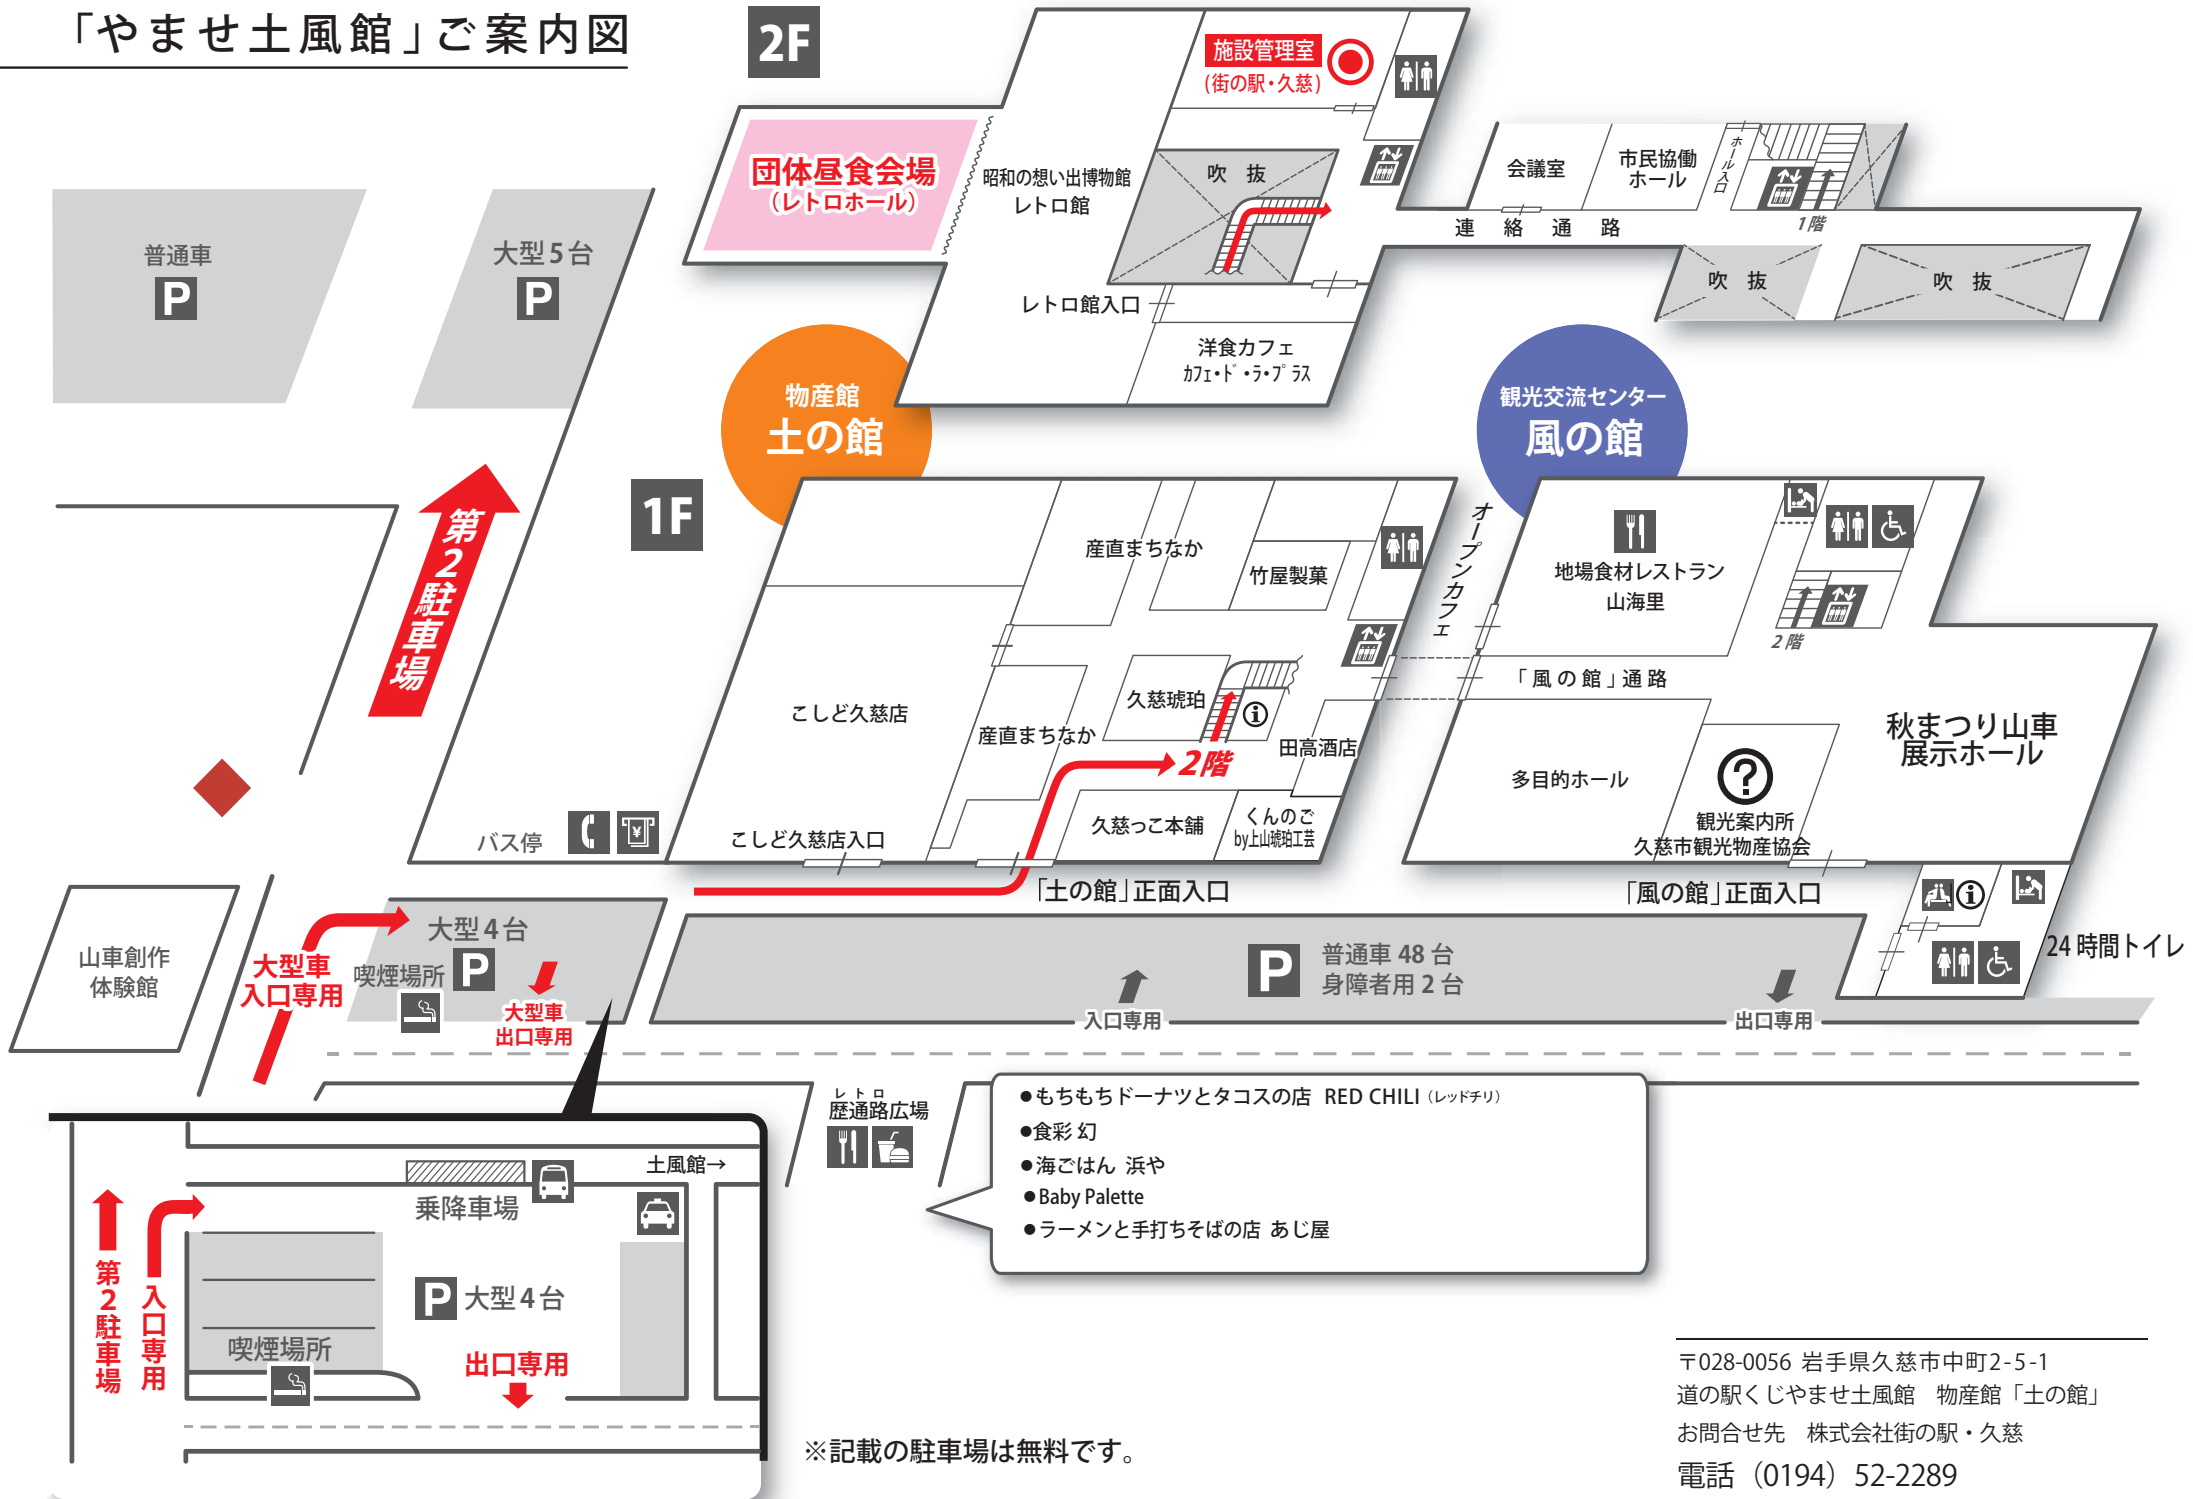 「やませ土風館」ご案内図
2F
施設管理室
(街の駅・久慈)
団体昼食会場
(レトロホール)
昭和の想い出博物館
レトロ館
吹 抜
会議室
市民協働
ホール
ホール入口
1階
連 絡 通 路
吹 抜
吹 抜
レトロ館入口
洋食カフェ
カフェ・ド・ラ・プラス
普通車
P
大型5台
P
物産館
土の館
観光交流センター
風の館
1F
第2駐車場
産直まちなか
竹屋製菓
オープンカフェ
地場食材レストラン
山海里
2階
こしど久慈店
産直まちなか
久慈琥珀
i
2階
田高酒店
「風の館」通路
秋まつり山車
展示ホール
多目的ホール
?
観光案内所
久慈市観光物産協会
バス停
¥
こしど久慈店入口
久慈っこ本舗
くんのこ
by上山琥珀工芸
「土の館」正面入口
「風の館」正面入口
i
24時間トイレ
山車創作
体験館
大型車
入口専用
大型4台
喫煙場所
P
大型車
出口専用
P
普通車 48 台
身障者用 2 台
入口専用
出口専用
レトロ
歴通路広場
●もちもちドーナツとタコスの店 RED CHILI (レッドチリ)
●食彩 幻
●海ごはん 浜や
●Baby Palette
●ラーメンと手打ちそばの店 あじ屋
土風館→
乗降車場
第2駐車場
入口専用
P 大型4台
喫煙場所
出口専用
※記載の駐車場は無料です。
〒028-0056 岩手県久慈市中町2-5-1
道の駅くじやませ土風館 物産館「土の館」
お問合せ先 株式会社街の駅・久慈
電話（0194）52-2289